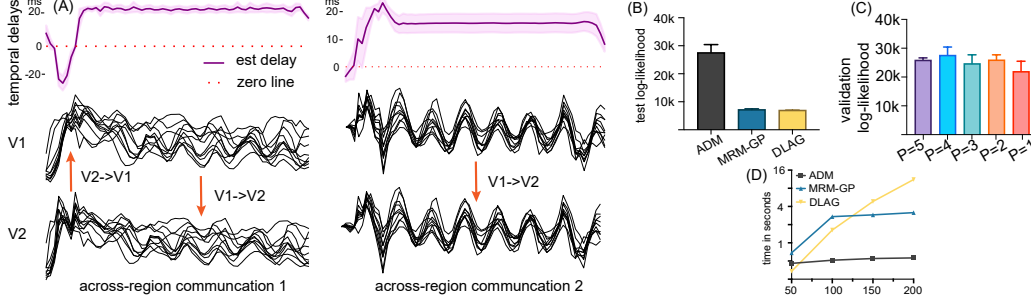 (A)
ms
20
0
-20
temporal delays
est delay
zero line
V1
V2->V1
V1->V2
V2
across-region communcation 1
ms
20
0
V1->V2
across-region communcation 2
(B)
test log-likelihood
40k
30k
20k
10k
ADM
MRM-GP
DLAG
(C)
validation
log-likelihood
40k
30k
20k
10k
P=5
P=4
P=3
P=2
P=1
(D)
ADM
MRM-GP
DLAG
time in seconds
16
4
1
50
100
150
200